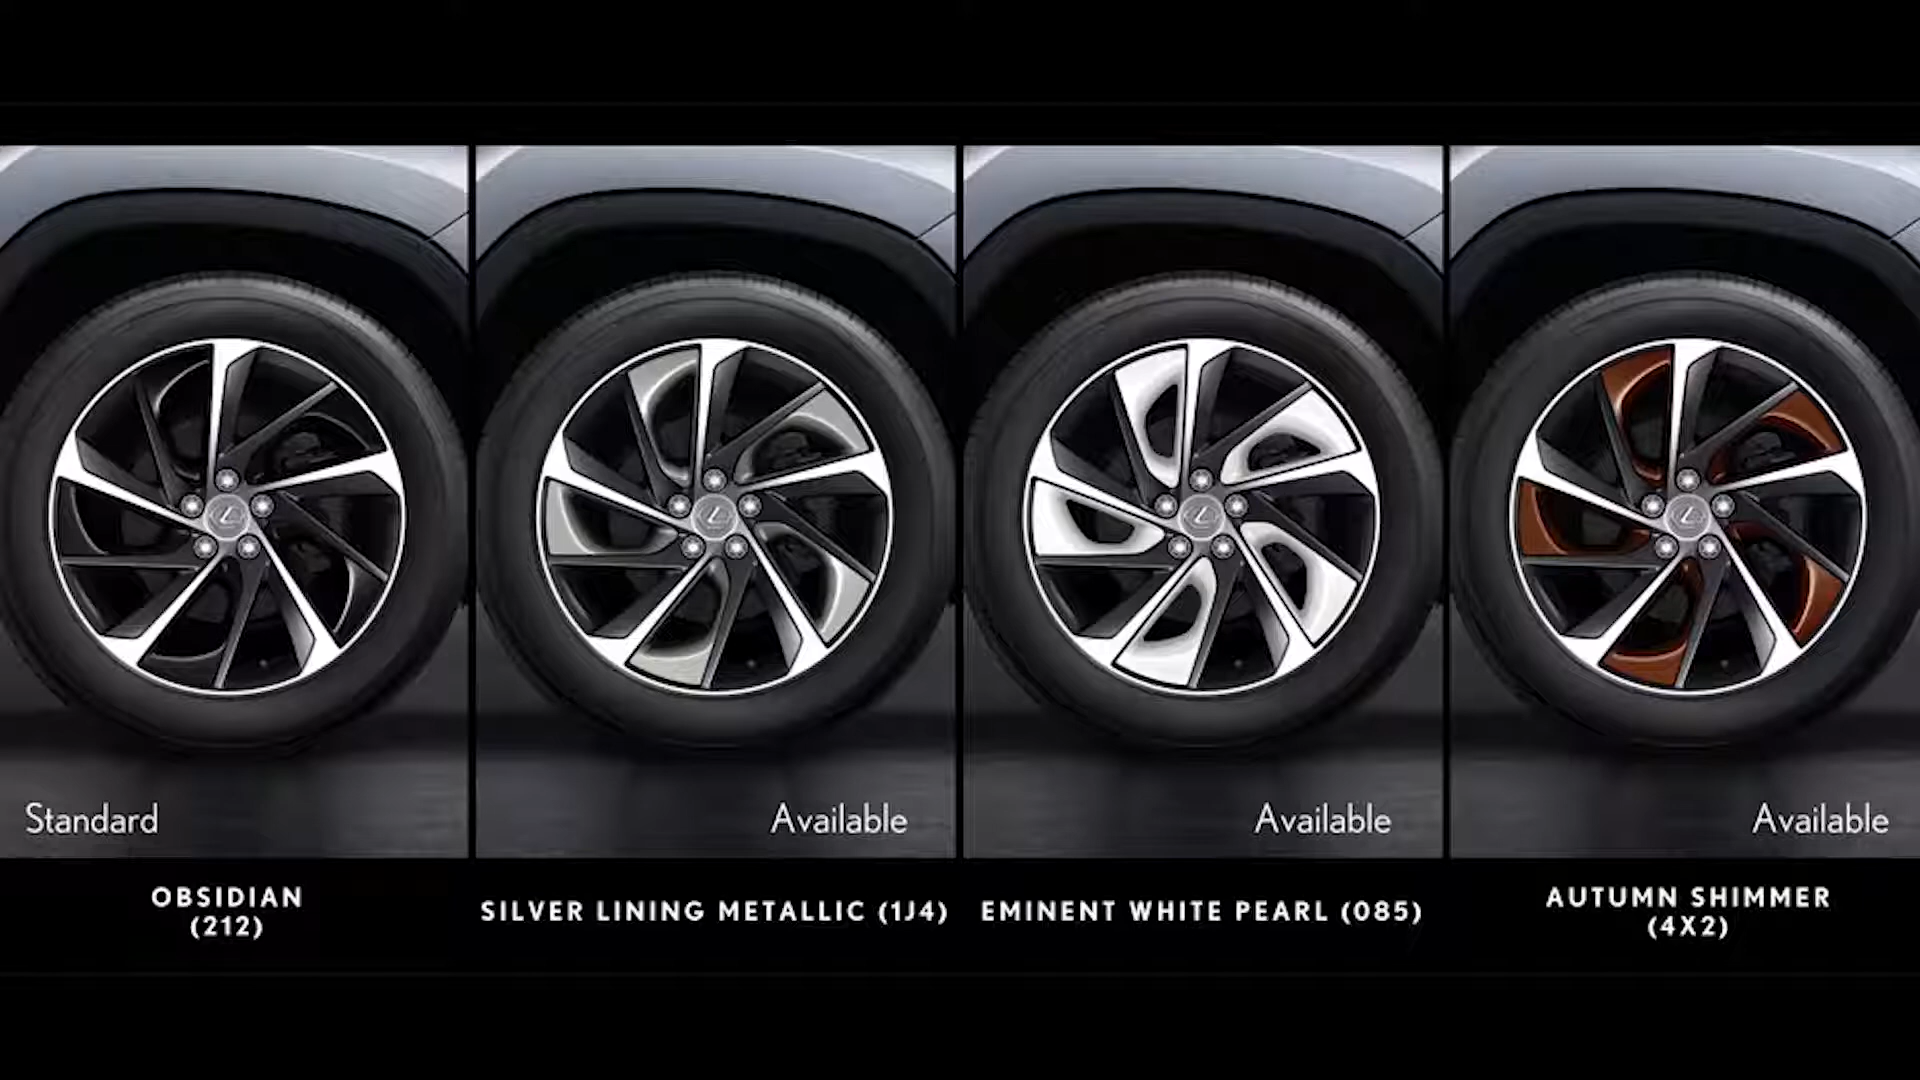 Standard
Available
Available
Available
OBSIDIAN
(212)
SILVER LINING METALLIC (1J4)
EMINENT WHITE PEARL (085)
AUTUMN SHIMMER
(4X2)